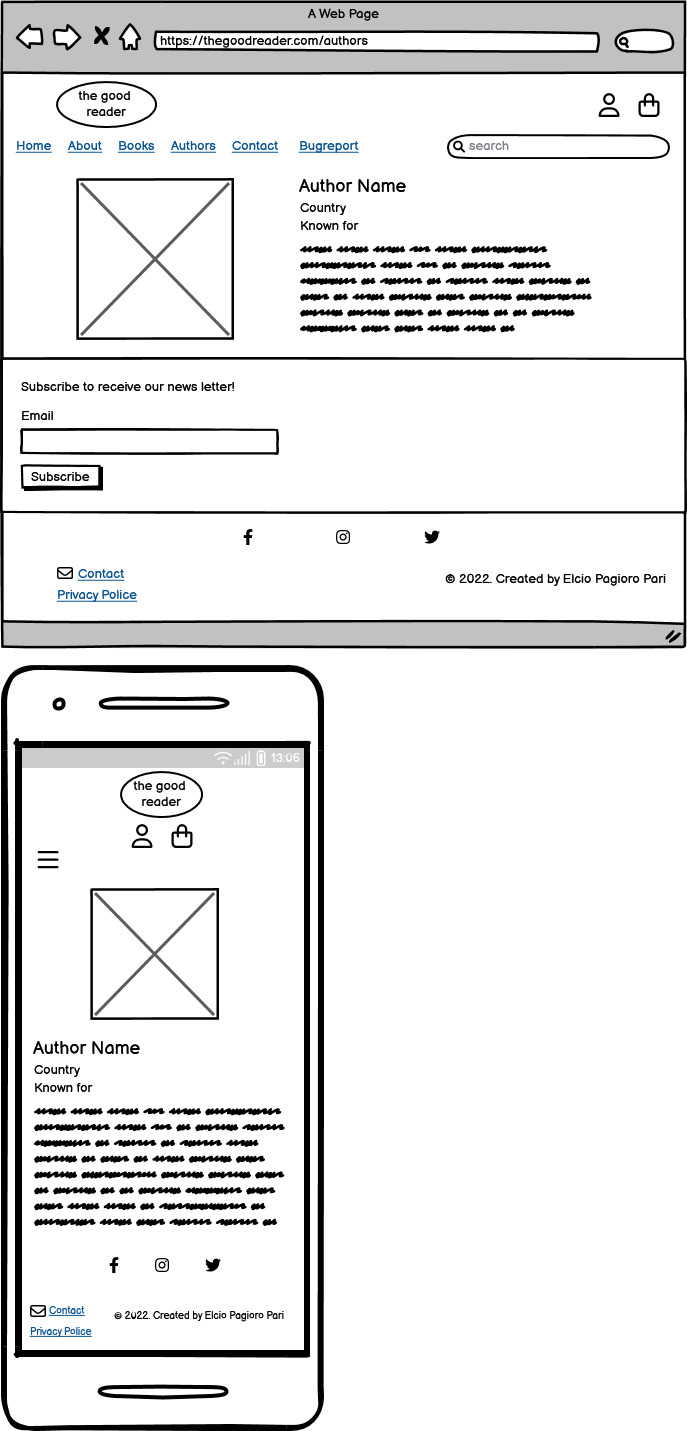 A Web Page
https://thegoodreader.com/authors
the good
reader
Home About Books Authors Contact Bugreport
search
Author Name
Country
Known for
Subscribe to receive our news letter!
Email
Subscribe
Contact
© 2022. Created by Elcio Pagioro Pari
Privacy Police
13:06
the good
reader
Author Name
Country
Known for
Contact
© 2022. Created by Elcio Pagioro Pari
Privacy Police